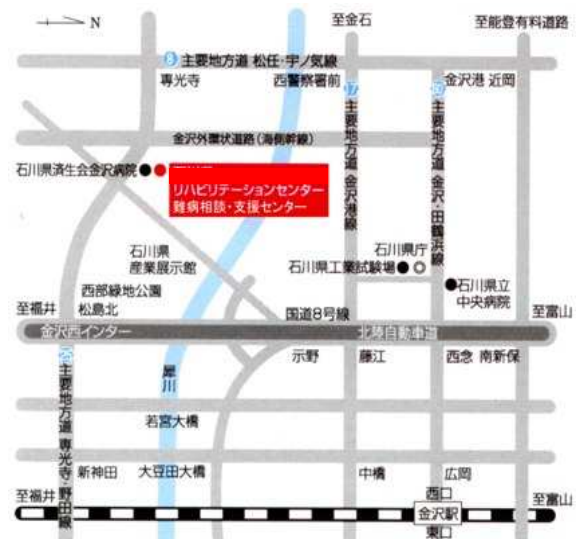 N
至金石
至能登有料道路
8 主要地方道 松任・宇ノ気線
専光寺
西警察署前
金沢港 近岡
17 主要地方道 金沢港線
60 主要地方道 金沢・田鶴浜線
金沢外環状道路(海側幹線)
石川県済生会金沢病院
リハビリテーションセンター
難病相談・支援センター
石川県
産業展示館
石川県庁
石川県工業試験場
石川県立
中央病院
西部緑地公園
松島北
至福井
国道8号線
至富山
金沢西インター
北陸自動車道
示野
藤江
西念 南新保
25 主要地方道 専光寺・野田線
犀川
若宮大橋
新神田
大豆田大橋
中橋
広岡
至福井
西口
至富山
金沢駅
東口